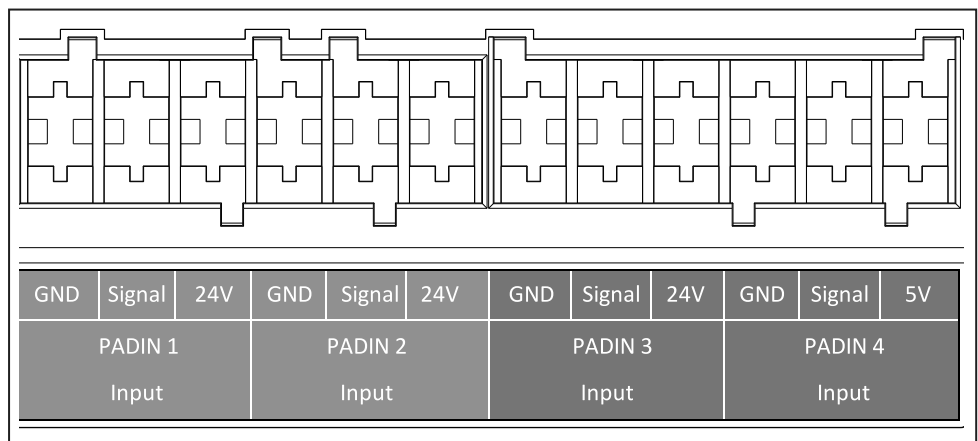 GND Signal 24V GND Signal 24V GND Signal 24V GND Signal 5V
PADIN 1 PADIN 2 PADIN 3 PADIN 4
Input Input Input Input